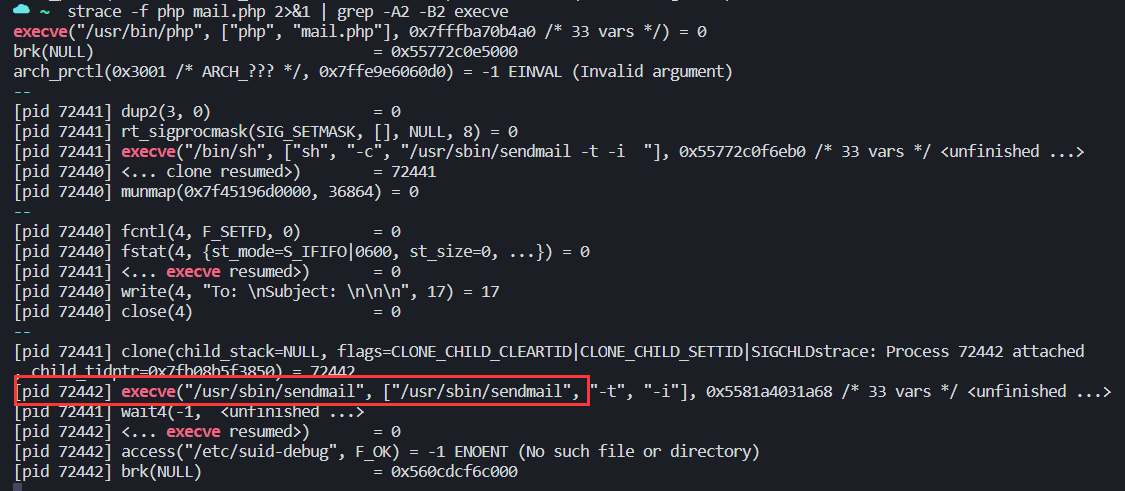 ~ strace -f php mail.php 2>&1 | grep -A2 -B2 execve
execve("/usr/bin/php", ["php", "mail.php"], 0x7fffba70b4a0 /* 33 vars */) = 0
brk(NULL) = 0x55772c0e5000
arch_prctl(0x3001 /* ARCH_??? */, 0x7ffe9e6060d0) = -1 EINVAL (Invalid argument)
--
[pid 72441] dup2(3, 0) = 0
[pid 72441] rt_sigprocmask(SIG_SETMASK, [], NULL, 8) = 0
[pid 72441] execve("/bin/sh", ["sh", "-c", "/usr/sbin/sendmail -t -i  "], 0x55772c0f6eb0 /* 33 vars */ <unfinished ...>
[pid 72440] <... clone resumed>) = 72441
[pid 72440] munmap(0x7f45196d0000, 36864) = 0
--
[pid 72440] fcntl(4, F_SETFD, 0) = 0
[pid 72440] fstat(4, {st_mode=S_IFIFO|0600, st_size=0, ...}) = 0
[pid 72441] <... execve resumed>) = 0
[pid 72440] write(4, "To: \nSubject: \n\n\n", 17) = 17
[pid 72440] close(4) = 0
--
[pid 72441] clone(child_stack=NULL, flags=CLONE_CHILD_CLEARTID|CLONE_CHILD_SETTID|SIGCHLDstrace: Process 72442 attached
, child_tidptr=0x7fb08b5f3850) = 72442
[pid 72442] execve("/usr/sbin/sendmail", ["/usr/sbin/sendmail", "-t", "-i"], 0x5581a4031a68 /* 33 vars */ <unfinished ...>
[pid 72441] wait4(-1,  <unfinished ...>
[pid 72442] <... execve resumed>) = 0
[pid 72442] access("/etc/suid-debug", F_OK) = -1 ENOENT (No such file or directory)
[pid 72442] brk(NULL) = 0x560cdcf6c000